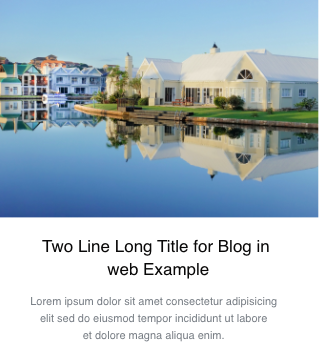 Two Line Long Title for Blog in
web Example
Lorem ipsum dolor sit amet consectetur adipisicing
elit sed do eiusmod tempor incididunt ut labore
et dolore magna aliqua enim.